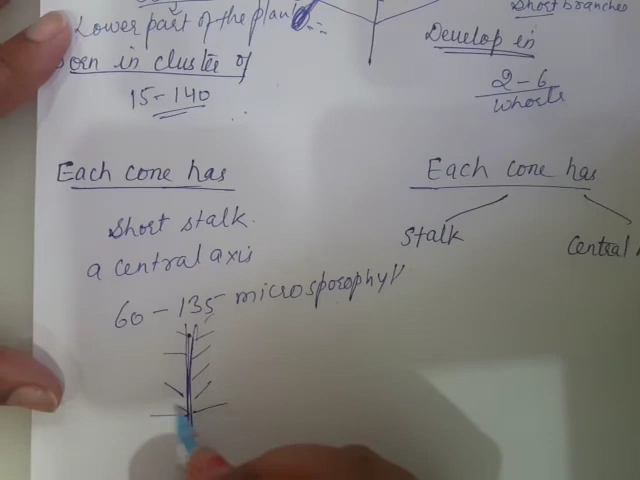 Lower part of the plant
Born in cluster of
15-140
Each cone has
Short stalk.
a central axis
60-135 microsporophyll
Short branches
Develop in
2-6
Whorls
Each cone has
Stalk
Central